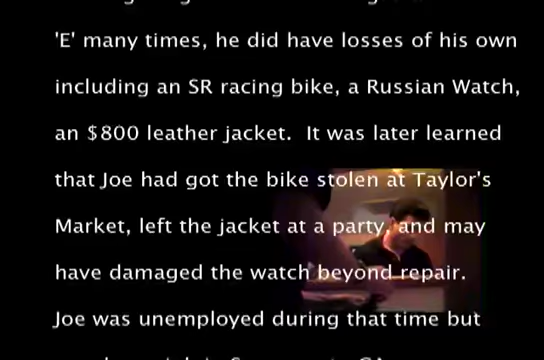 'E' many times, he did have losses of his own
including an SR racing bike, a Russian Watch,
an $800 leather jacket.  It was later learned
that Joe had got the bike stolen at Taylor's
Market, left the jacket at a party, and may
have damaged the watch beyond repair.
Joe was unemployed during that time but